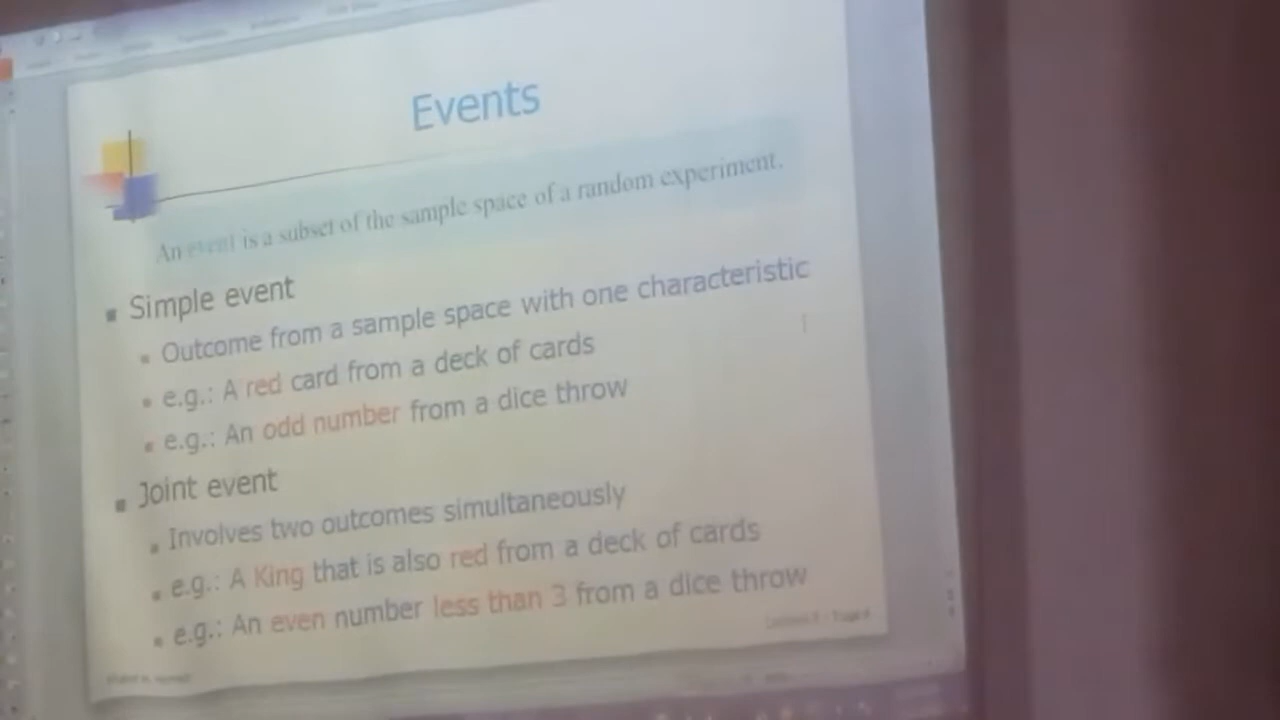 Events
An event is a subset of the sample space of a random experiment.
Simple event
Outcome from a sample space with one characteristic
e.g.: A red card from a deck of cards
e.g.: An odd number from a dice throw
Joint event
Involves two outcomes simultaneously
e.g.: A King that is also red from a deck of cards
e.g.: An even number less than 3 from a dice throw